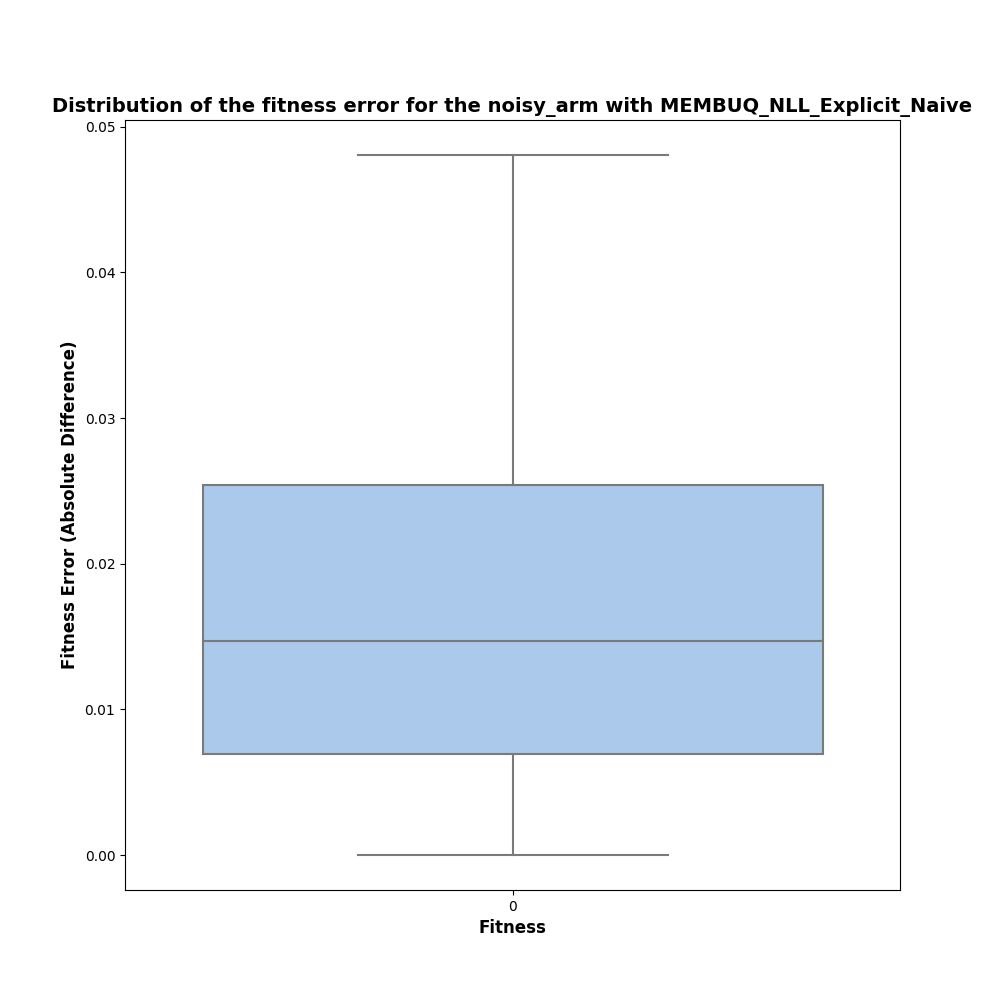 Distribution of the fitness error for the noisy_arm with MEMBUQ_NLL_Explicit_Naive
0.05
0.04
0.03
0.02
0.01
0.00
Fitness Error (Absolute Difference)
0
Fitness